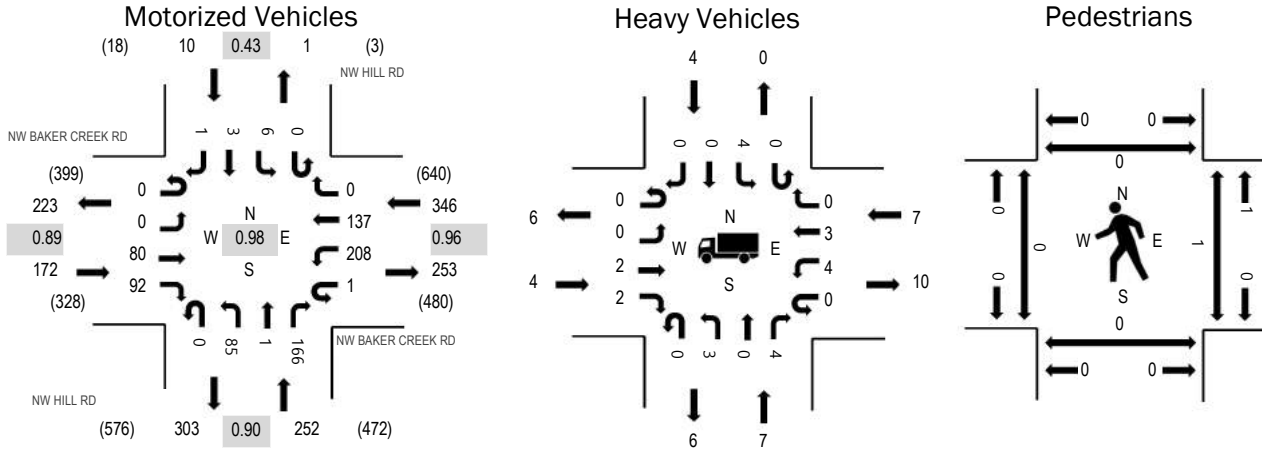 Motorized Vehicles
(18) 10 0.43 1 (3)
NW HILL RD
NW BAKER CREEK RD
1 3 6 0
(399)
223
0.89
172
(328)
0
0
80
92
N
W 0.98 E
S
0
137
208
1
(640)
346
0.96
253
(480)
0 85 1 166
NW BAKER CREEK RD
NW HILL RD
(576) 303 0.90 252 (472)
Heavy Vehicles
4 0
0 0 4 0
6
4
0
0
2
2
N
W E
S
0
3
4
0
7
10
0 3 0 4
6 7
Pedestrians
0 0
0
0
0
0
N
W E
S
1
1
0
0
0 0